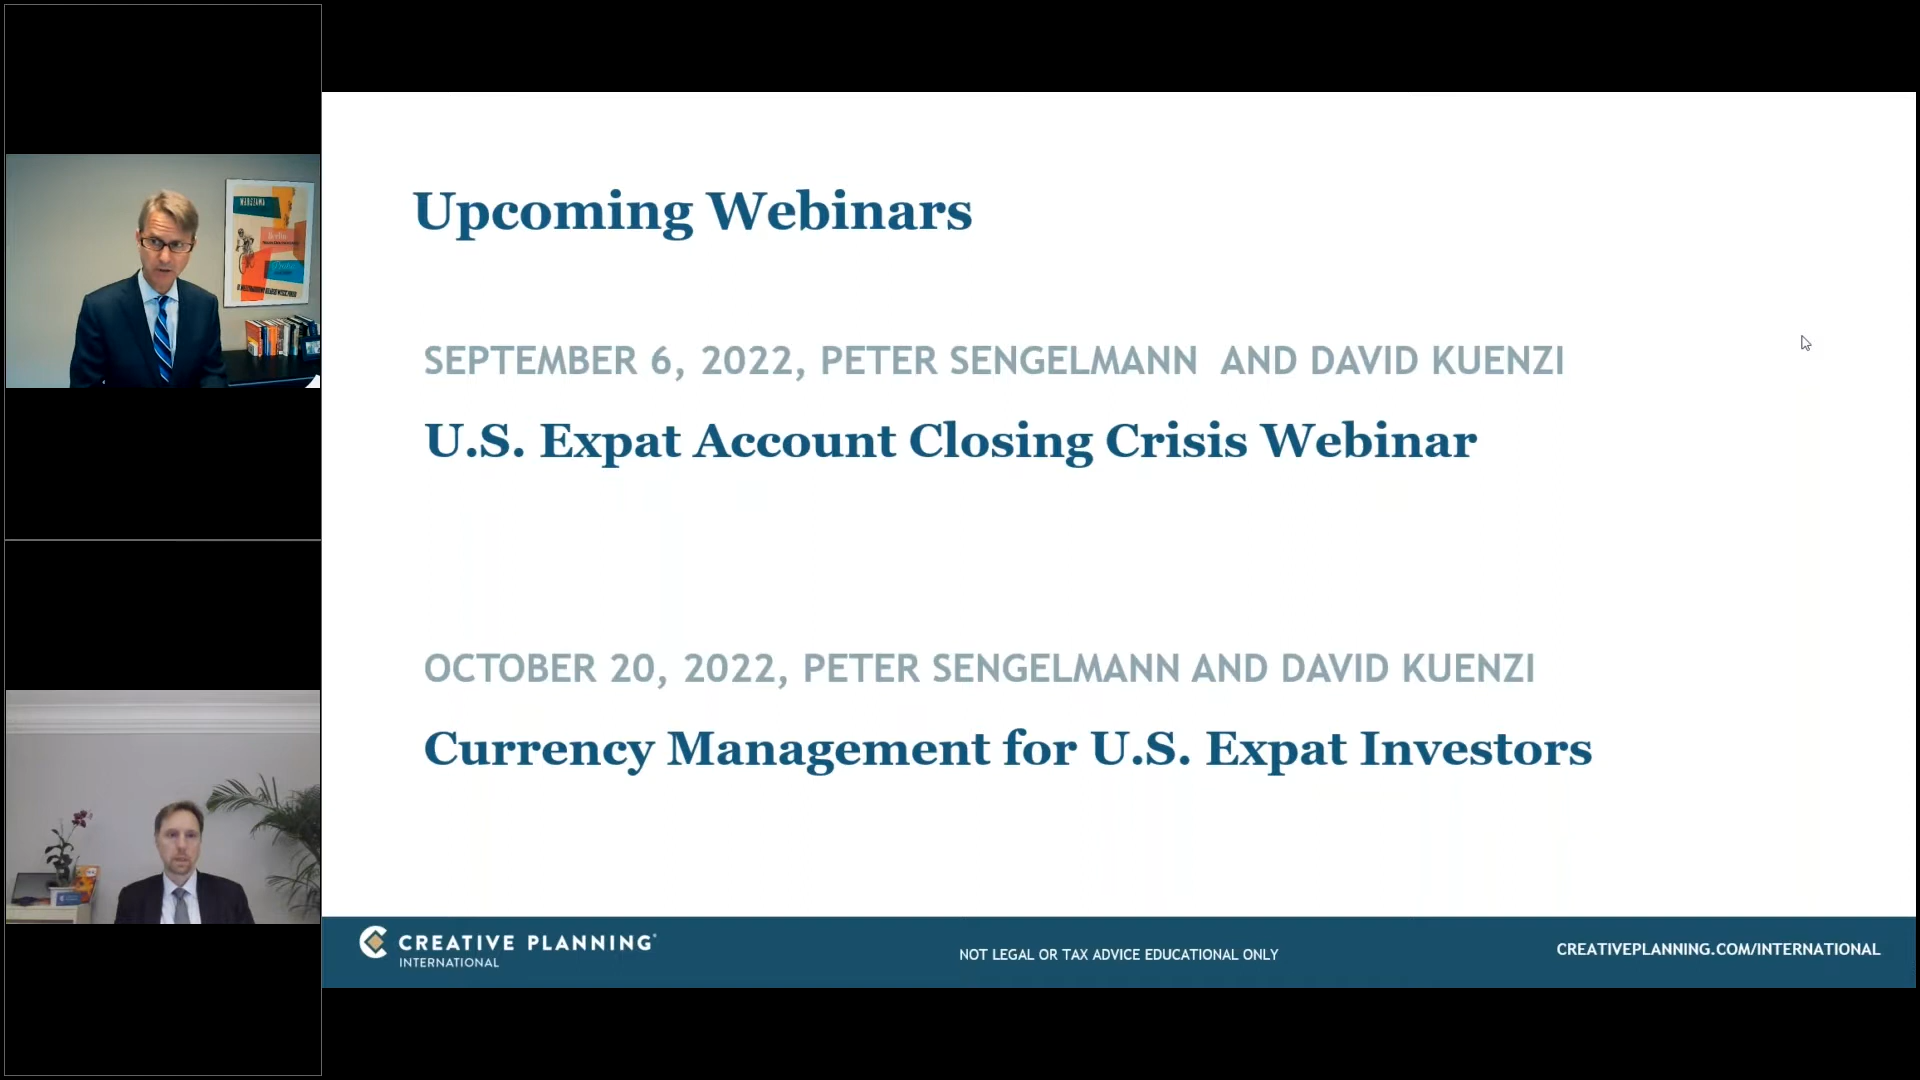 WARSZAWA
Berlin
Upcoming Webinars
SEPTEMBER 6, 2022, PETER SENGELMANN AND DAVID KUENZI
U.S. Expat Account Closing Crisis Webinar
OCTOBER 20, 2022, PETER SENGELMANN AND DAVID KUENZI
Currency Management for U.S. Expat Investors
CREATIVE PLANNING
INTERNATIONAL
NOT LEGAL OR TAX ADVICE EDUCATIONAL ONLY
CREATIVEPLANNING.COM/INTERNATIONAL